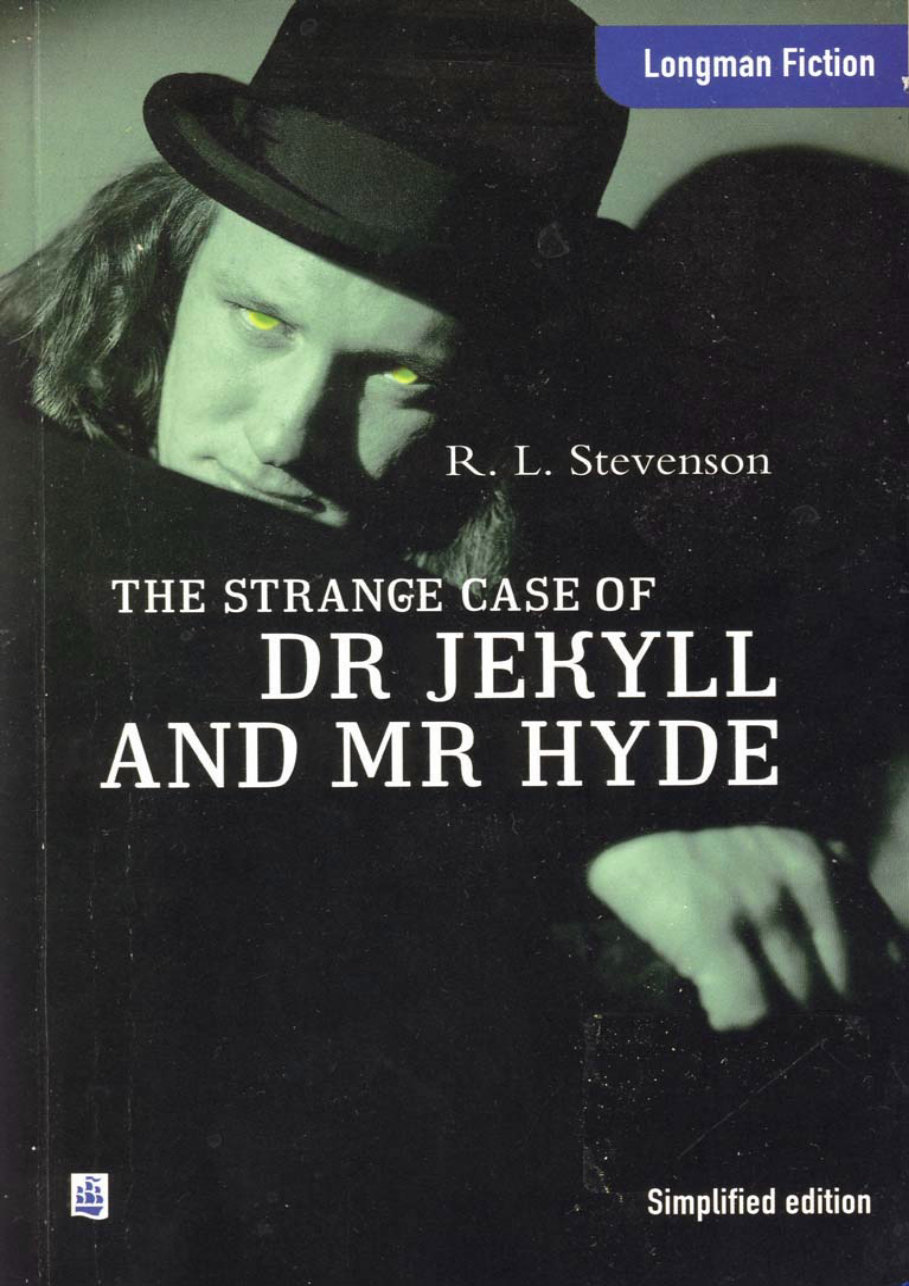 Longman Fiction
R. L. Stevenson
THE STRANGE CASE OF
DR JEKYLL
AND MR HYDE
Simplified edition